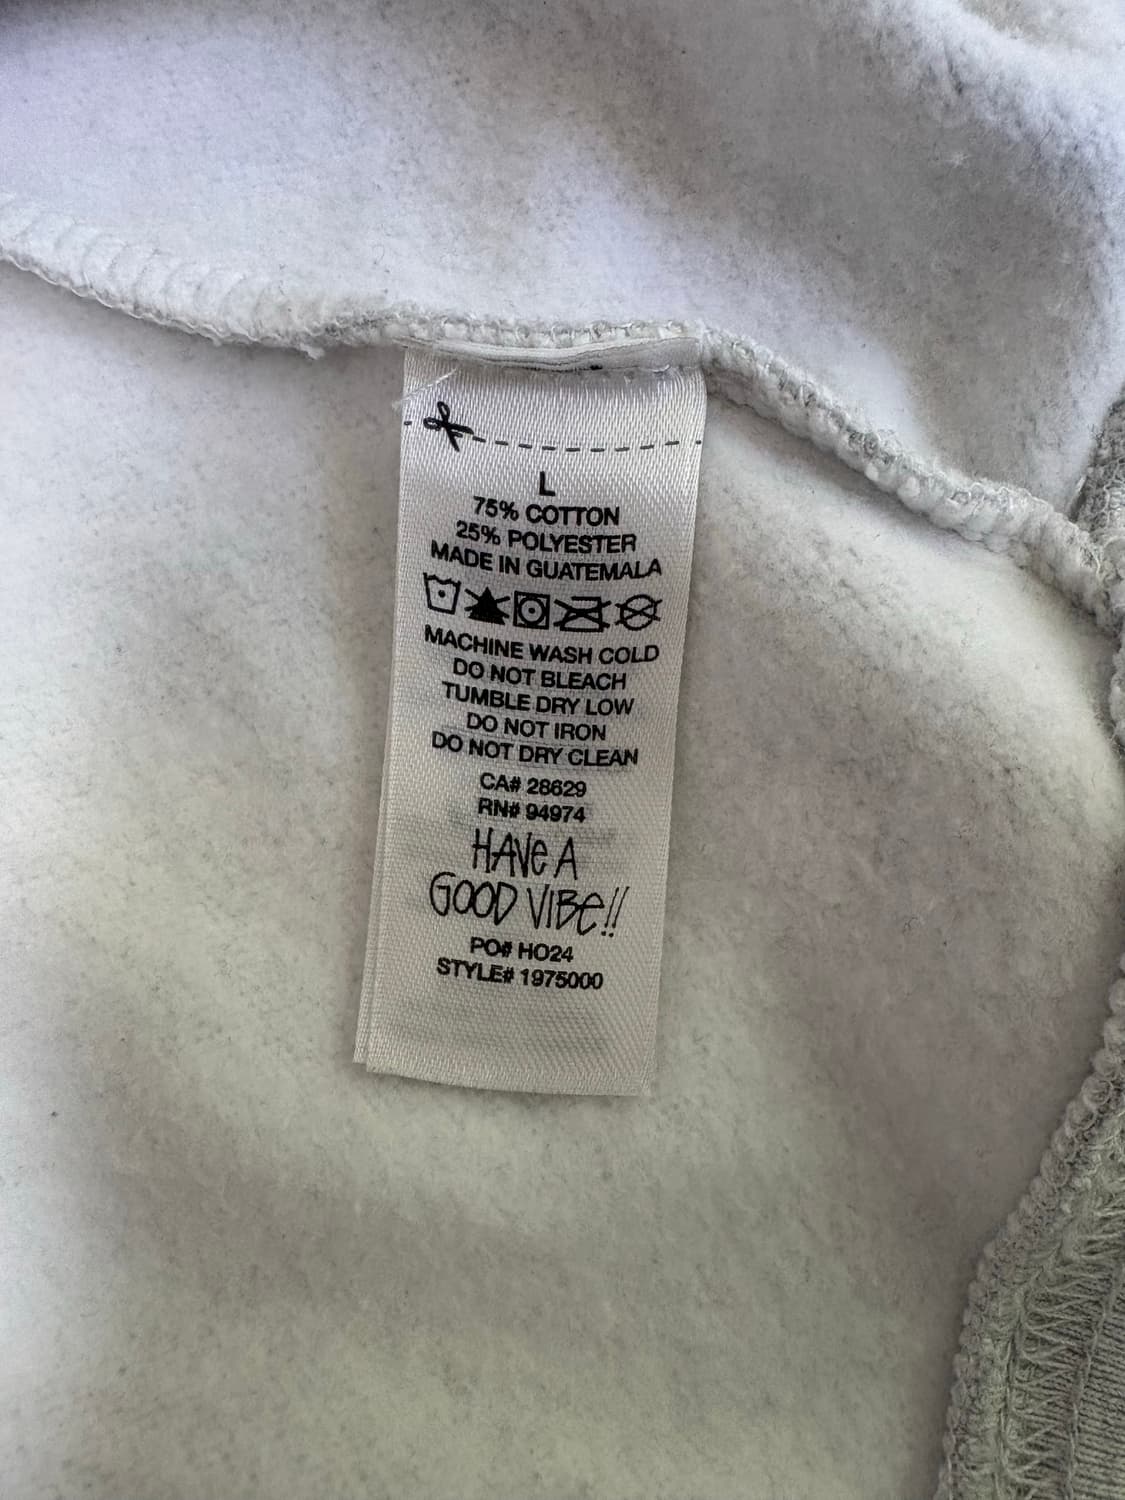 L
75% COTTON
25% POLYESTER
MADE IN GUATEMALA
MACHINE WASH COLD
DO NOT BLEACH
TUMBLE DRY LOW
DO NOT IRON
DO NOT DRY CLEAN
CA# 28629
RN# 94974
HAVE A
GOOD VIBE!!
PO# HO24
STYLE# 1975000